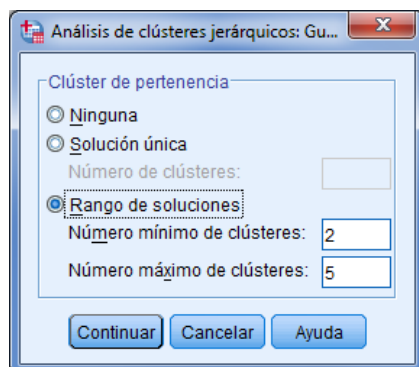 Análisis de clústeres jerárquicos: Gu...
Clúster de pertenencia
Ninguna
Solución única
Número de clústeres:
Rango de soluciones
Número mínimo de clústeres: 2
Número máximo de clústeres: 5
Continuar Cancelar Ayuda